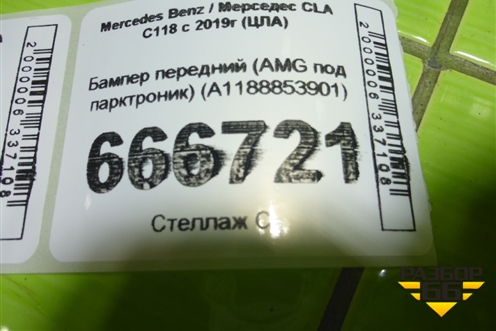 Mercedes Benz / Мерседес CLA
C118 с 2019г (ЦЛА)
Бампер передний (AMG под
парктроник) (A1188853901)
666721
Стеллаж С
2000006337108
2000006337108
РАЗБОР
66